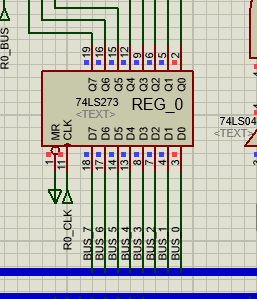 R0_BUS
19
16
15
12
9
6
5
2
Q7
Q6
Q5
Q4
Q3
Q2
Q1
Q0
74LS273
REG_0
<TEXT>
MR
CLK
D7
D6
D5
D4
D3
D2
D1
D0
1
11
18
17
14
13
8
7
4
3
R0_CLK
BUS_7
BUS_6
BUS_5
BUS_4
BUS_3
BUS_2
BUS_1
BUS_0
74LS04
<TEXT>